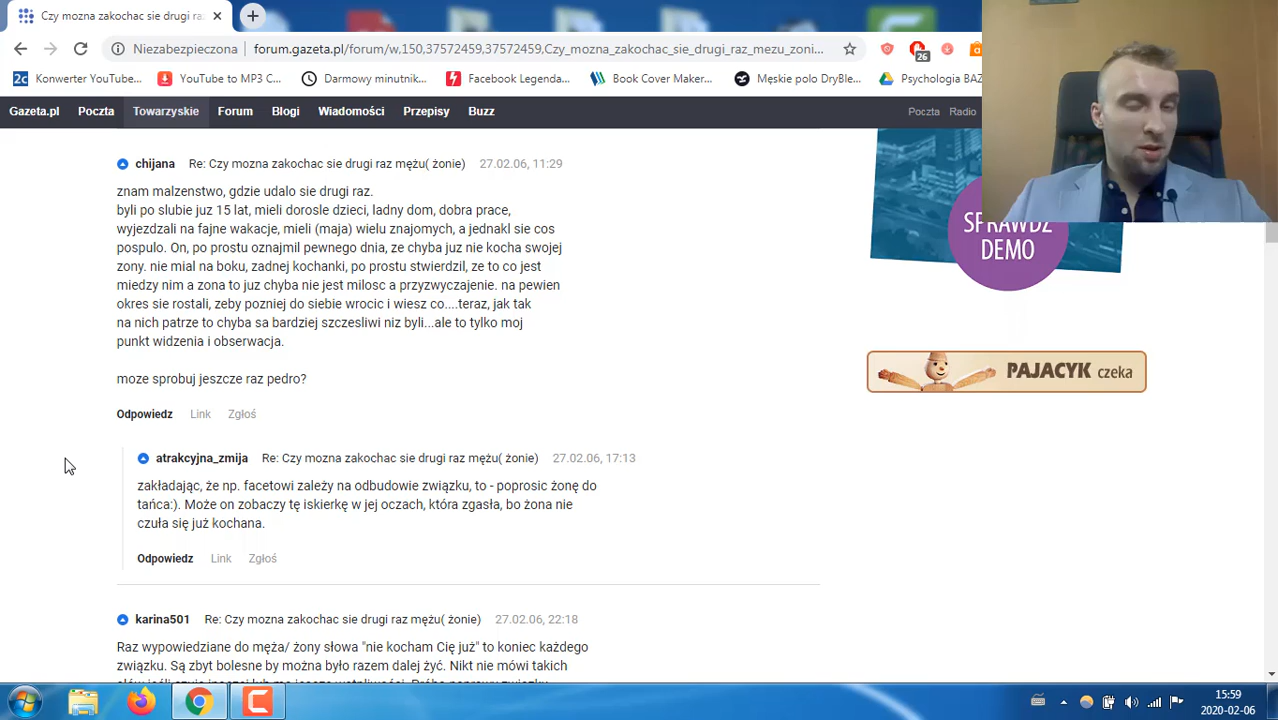 Czy mozna zakochac sie drugi ra
Niezabezpieczona
forum.gazeta.pl/forum/w,150,37572459,37572459,Czy_mozna_zakochac_sie_drugi_raz_mezu_zoni...
26
2c Konwerter YouTube...
YouTube to MP3 C...
Darmowy minutnik...
Facebook Legenda...
Book Cover Maker...
Męskie polo DryBle...
Psychologia BAZ
Gazeta.pl Poczta Towarzyskie Forum Blogi Wiadomości Przepisy Buzz Poczta Radio
chijana Re: Czy mozna zakochac sie drugi raz mężu( żonie) 27.02.06, 11:29
znam malzenstwo, gdzie udalo sie drugi raz.
byli po slubie juz 15 lat, mieli dorosle dzieci, ladny dom, dobra prace,
wyjezdzali na fajne wakacje, mieli (maja) wielu znajomych, a jednakl sie cos
pospulo. On, po prostu oznajmil pewnego dnia, ze chyba juz nie kocha swojej
zony. nie mial na boku, zadnej kochanki, po prostu stwierdzil, ze to co jest
miedzy nim a zona to juz chyba nie jest milosc a przyzwyczajenie. na pewien
okres sie rostali, zeby pozniej do siebie wrocic i wiesz co....teraz, jak tak
na nich patrze to chyba sa bardziej szczesliwi niz byli...ale to tylko moj
punkt widzenia i obserwacja.
moze sprobuj jeszcze raz pedro?
Odpowiedz Link Zgłoś
atrakcyjna_zmija Re: Czy mozna zakochac sie drugi raz mężu( żonie) 27.02.06, 17:13
zakładając, że np. facetowi zależy na odbudowie związku, to - poprosic żonę do
tańca:). Może on zobaczy tę iskierkę w jej oczach, która zgasła, bo żona nie
czuła się już kochana.
Odpowiedz Link Zgłoś
karina501 Re: Czy mozna zakochac sie drugi raz mężu( żonie) 27.02.06, 22:18
Raz wypowiedziane do męża/ żony słowa "nie kocham Cię już" to koniec każdego
związku. Są zbyt bolesne by można było razem dalej żyć. Nikt nie mówi takich
SPRAWDŹ
DEMO
PAJACYK czeka
15:59
2020-02-06